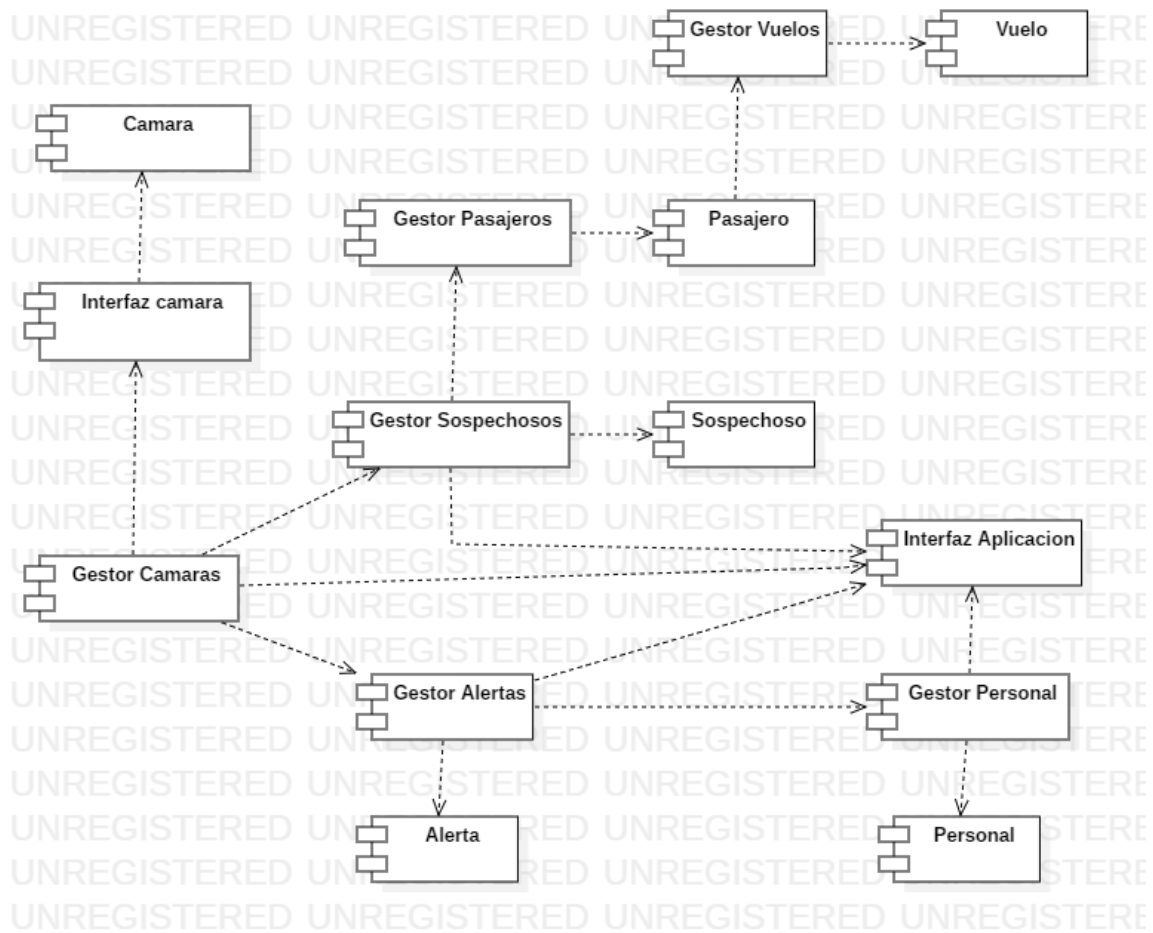 Gestor Vuelos
Vuelo
Camara
Gestor Pasajeros
Pasajero
Interfaz camara
Gestor Sospechosos
Sospechoso
Interfaz Aplicacion
Gestor Camaras
Gestor Alertas
Gestor Personal
Alerta
Personal
UNREGISTERED